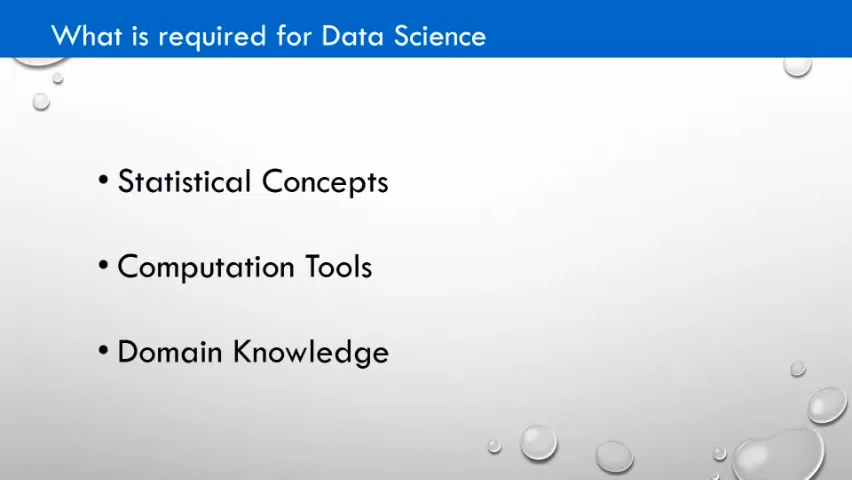 What is required for Data Science
• Statistical Concepts
• Computation Tools
• Domain Knowledge